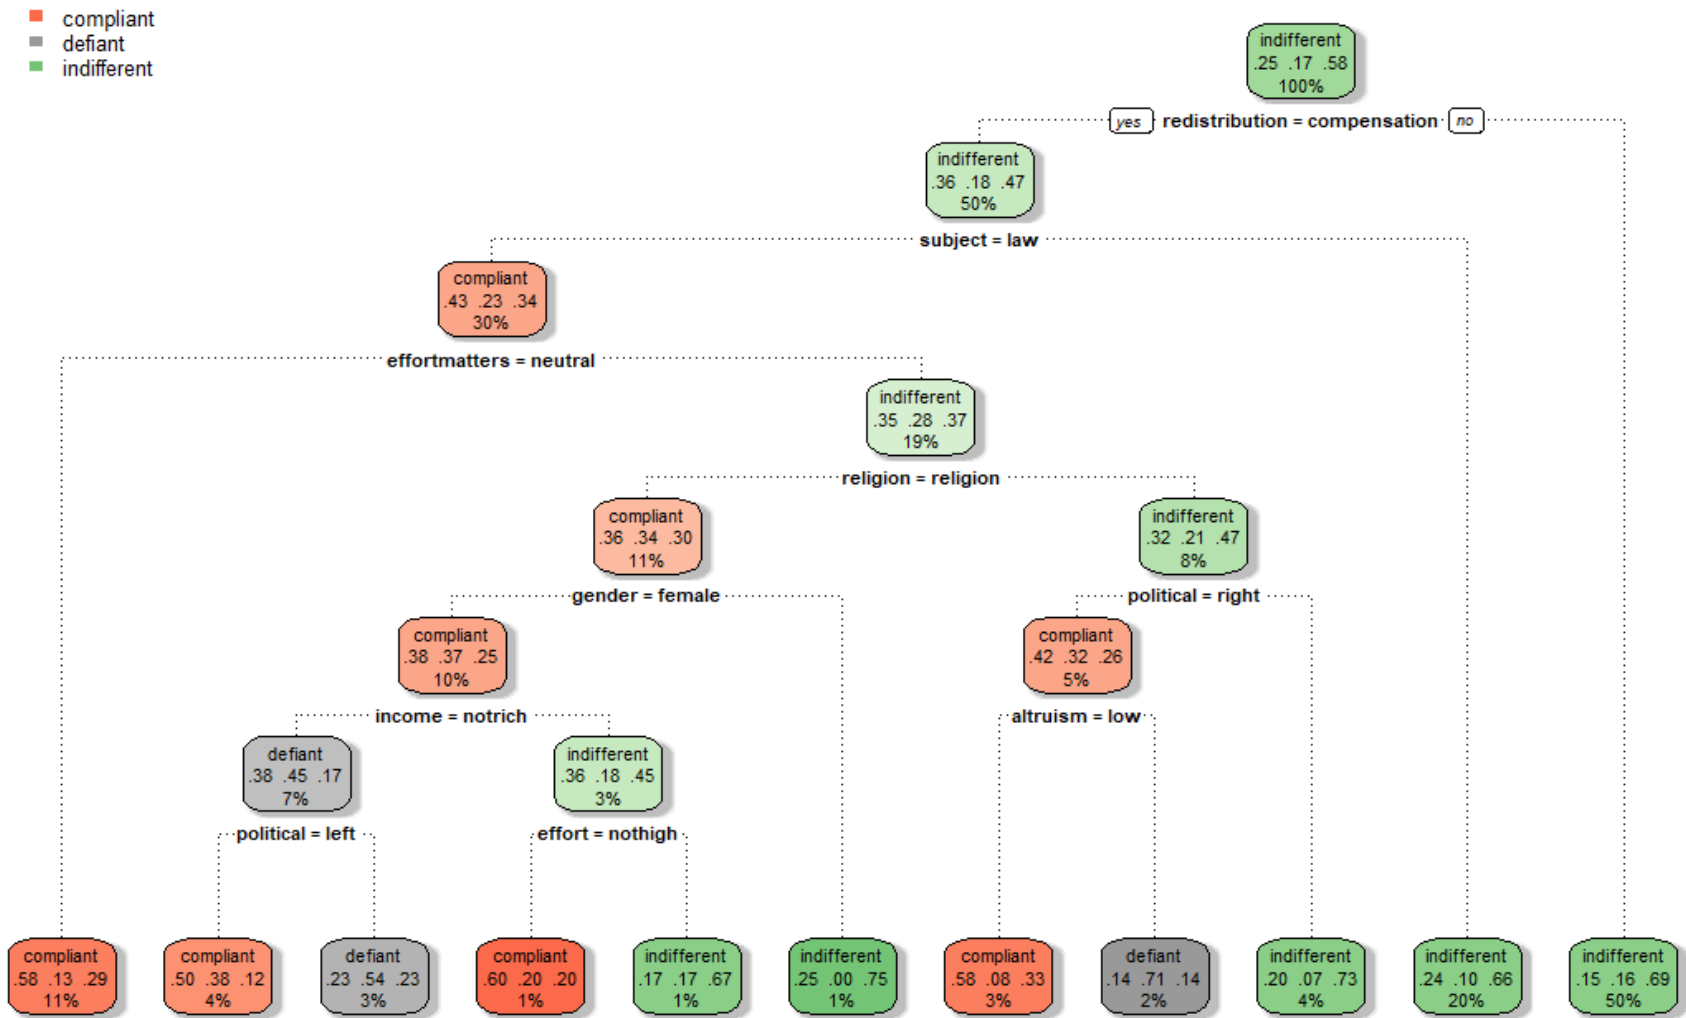 compliant
defiant
indifferent
indifferent
.25 .17 .58
100%
yes redistribution = compensation no
indifferent
.36 .18 .47
50%
subject = law
compliant
.43 .23 .34
30%
effortmatters = neutral
indifferent
.35 .28 .37
19%
religion = religion
compliant
.36 .34 .30
11%
indifferent
.32 .21 .47
8%
gender = female
political = right
compliant
.38 .37 .25
10%
compliant
.42 .32 .26
5%
income = notrich
altruism = low
defiant
.38 .45 .17
7%
indifferent
.36 .18 .45
3%
political = left
effort = nothigh
compliant
.58 .13 .29
11%
compliant
.50 .38 .12
4%
defiant
.23 .54 .23
3%
compliant
.60 .20 .20
1%
indifferent
.17 .17 .67
1%
indifferent
.25 .00 .75
1%
compliant
.58 .08 .33
3%
defiant
.14 .71 .14
2%
indifferent
.20 .07 .73
4%
indifferent
.24 .10 .66
20%
indifferent
.15 .16 .69
50%